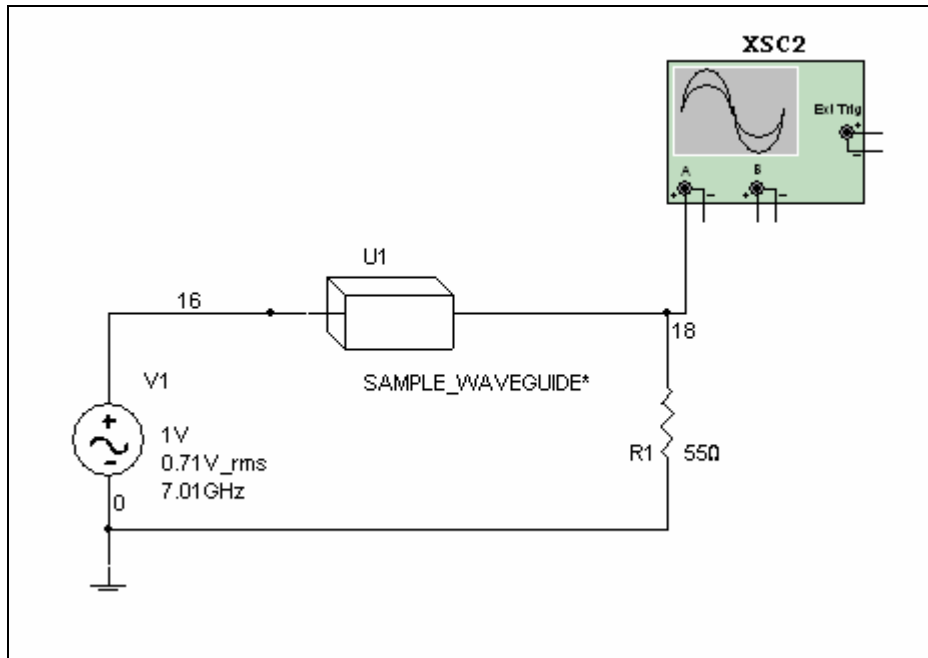 XSC2
Ext Trig
+
-
A
B
+ -
+ -
U1
16
18
SAMPLE_WAVEGUIDE*
V1
+
-
1V
0.71V_rms
7.01GHz
R1 55Ω
0